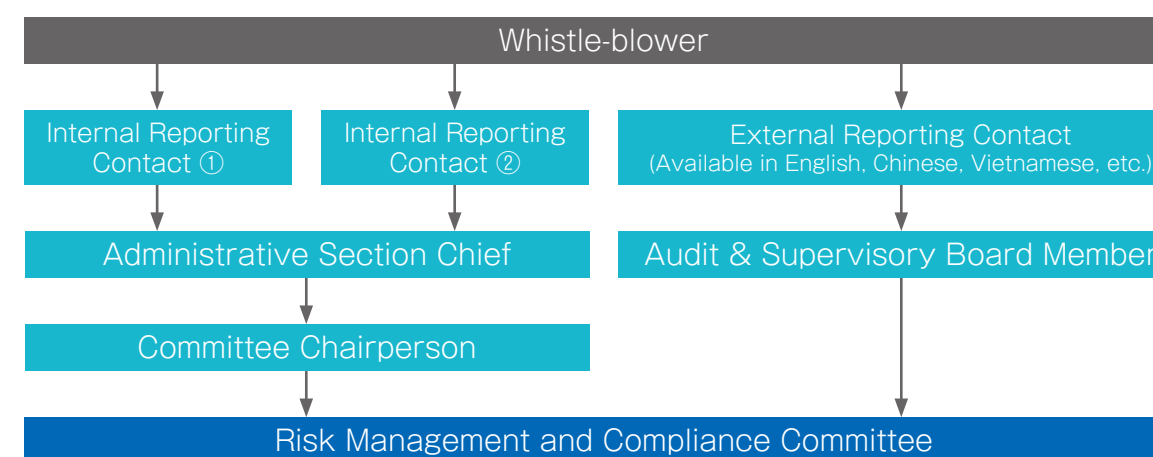 Whistle-blower
Internal Reporting
Contact ①
Internal Reporting
Contact ②
External Reporting Contact
(Available in English, Chinese, Vietnamese, etc.)
Administrative Section Chief
Audit & Supervisory Board Member
Committee Chairperson
Risk Management and Compliance Committee